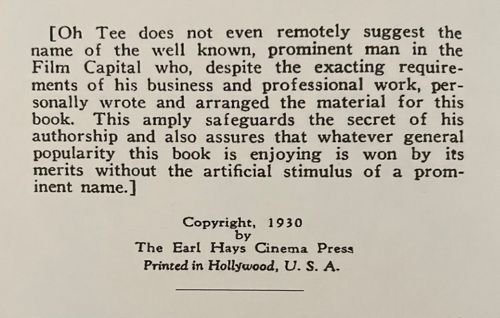 [Oh Tee does not even remotely suggest the
name of the well known, prominent man in the
Film Capital who, despite the exacting require-
ments of his business and professional work, per-
sonally wrote and arranged the material for this
book. This amply safeguards the secret of his
authorship and also assures that whatever general
popularity this book is enjoying is won by its
merits without the artificial stimulus of a prom-
inent name.]
Copyright, 1930
by
The Earl Hays Cinema Press
Printed in Hollywood, U. S. A.